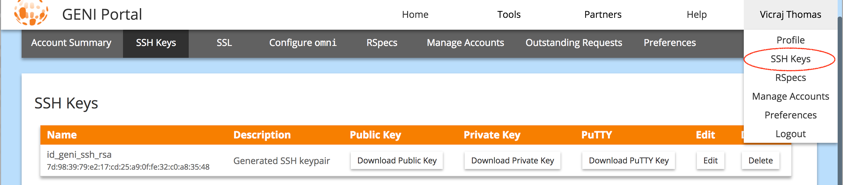 GENI Portal
Home
Tools
Partners
Help
Vicraj Thomas
Account Summary
SSH Keys
SSL
Configure omni
RSpecs
Manage Accounts
Outstanding Requests
Preferences
Profile
SSH Keys
RSpecs
Manage Accounts
Preferences
Logout
SSH Keys
Name Description Public Key Private Key PuTTY Edit
id_geni_ssh_rsa
7d:98:39:79:e2:17:cd:25:a9:0f:fe:32:c0:a8:35:48
Generated SSH keypair
Download Public Key
Download Private Key
Download PuTTY Key
Edit
Delete